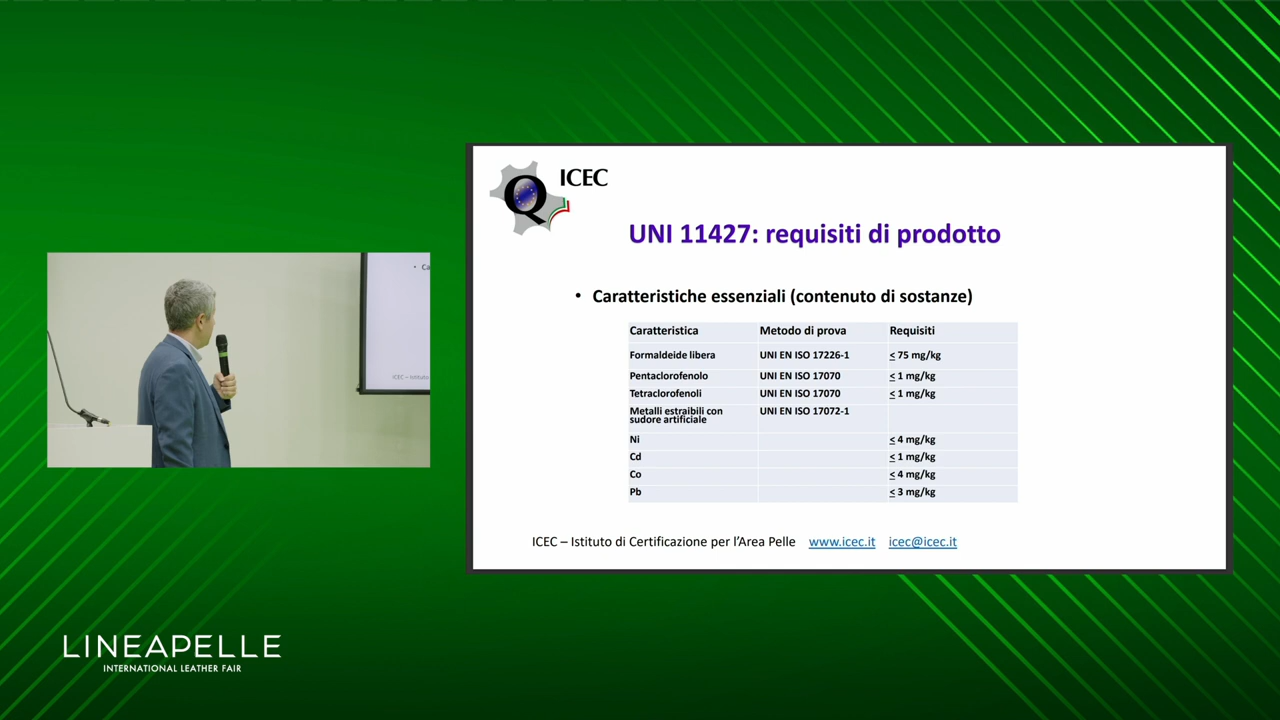 ICEC
UNI 11427: requisiti di prodotto
• Caratteristiche essenziali (contenuto di sostanze)
Caratteristica Metodo di prova Requisiti
Formaldeide libera UNI EN ISO 17226-1 ≤ 75 mg/kg
Pentaclorofenolo UNI EN ISO 17070 ≤ 1 mg/kg
Tetraclorofenoli UNI EN ISO 17070 ≤ 1 mg/kg
Metalli estraibili con UNI EN ISO 17072-1
sudore artificiale
Ni ≤ 4 mg/kg
Cd ≤ 1 mg/kg
Co ≤ 4 mg/kg
Pb ≤ 3 mg/kg
ICEC – Istituto di Certificazione per l’Area Pelle www.icec.it icec@icec.it
• Ca
ICEC – Istituto
LINEAPELLE
INTERNATIONAL LEATHER FAIR